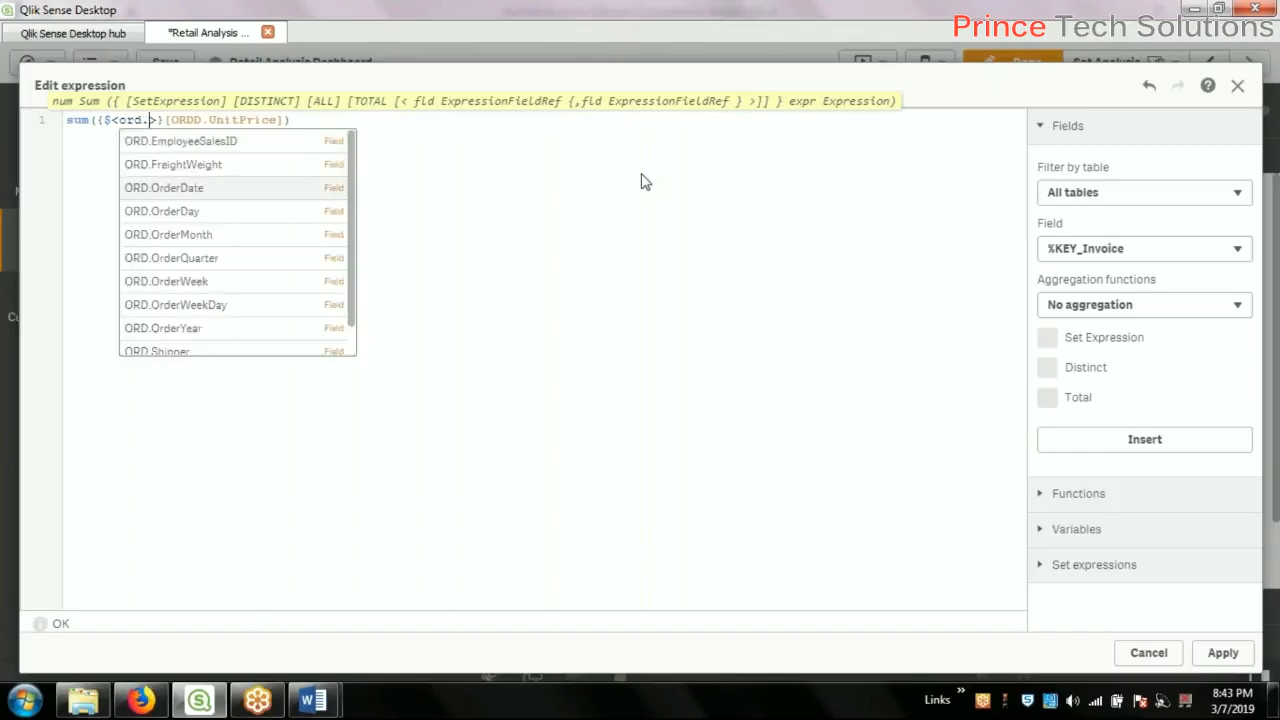 Qlik Sense Desktop
Prince Tech Solutions
Qlik Sense Desktop hub
*Retail Analysis ...
Edit expression
num Sum ({ [SetExpression] [DISTINCT] [ALL] [TOTAL [< fld ExpressionFieldRef {,fld ExpressionFieldRef } >]] } expr Expression)
1 sum({$<ord.>}[ORDD.UnitPrice])
ORD.EmployeeSalesID Field
ORD.FreightWeight Field
ORD.OrderDate Field
ORD.OrderDay Field
ORD.OrderMonth Field
ORD.OrderQuarter Field
ORD.OrderWeek Field
ORD.OrderWeekDay Field
ORD.OrderYear Field
ORD.Shipper Field
Fields
Filter by table
All tables
Field
%KEY_Invoice
Aggregation functions
No aggregation
Set Expression
Distinct
Total
Insert
Functions
Variables
Set expressions
OK
Cancel
Apply
Links
8:43 PM
3/7/2019